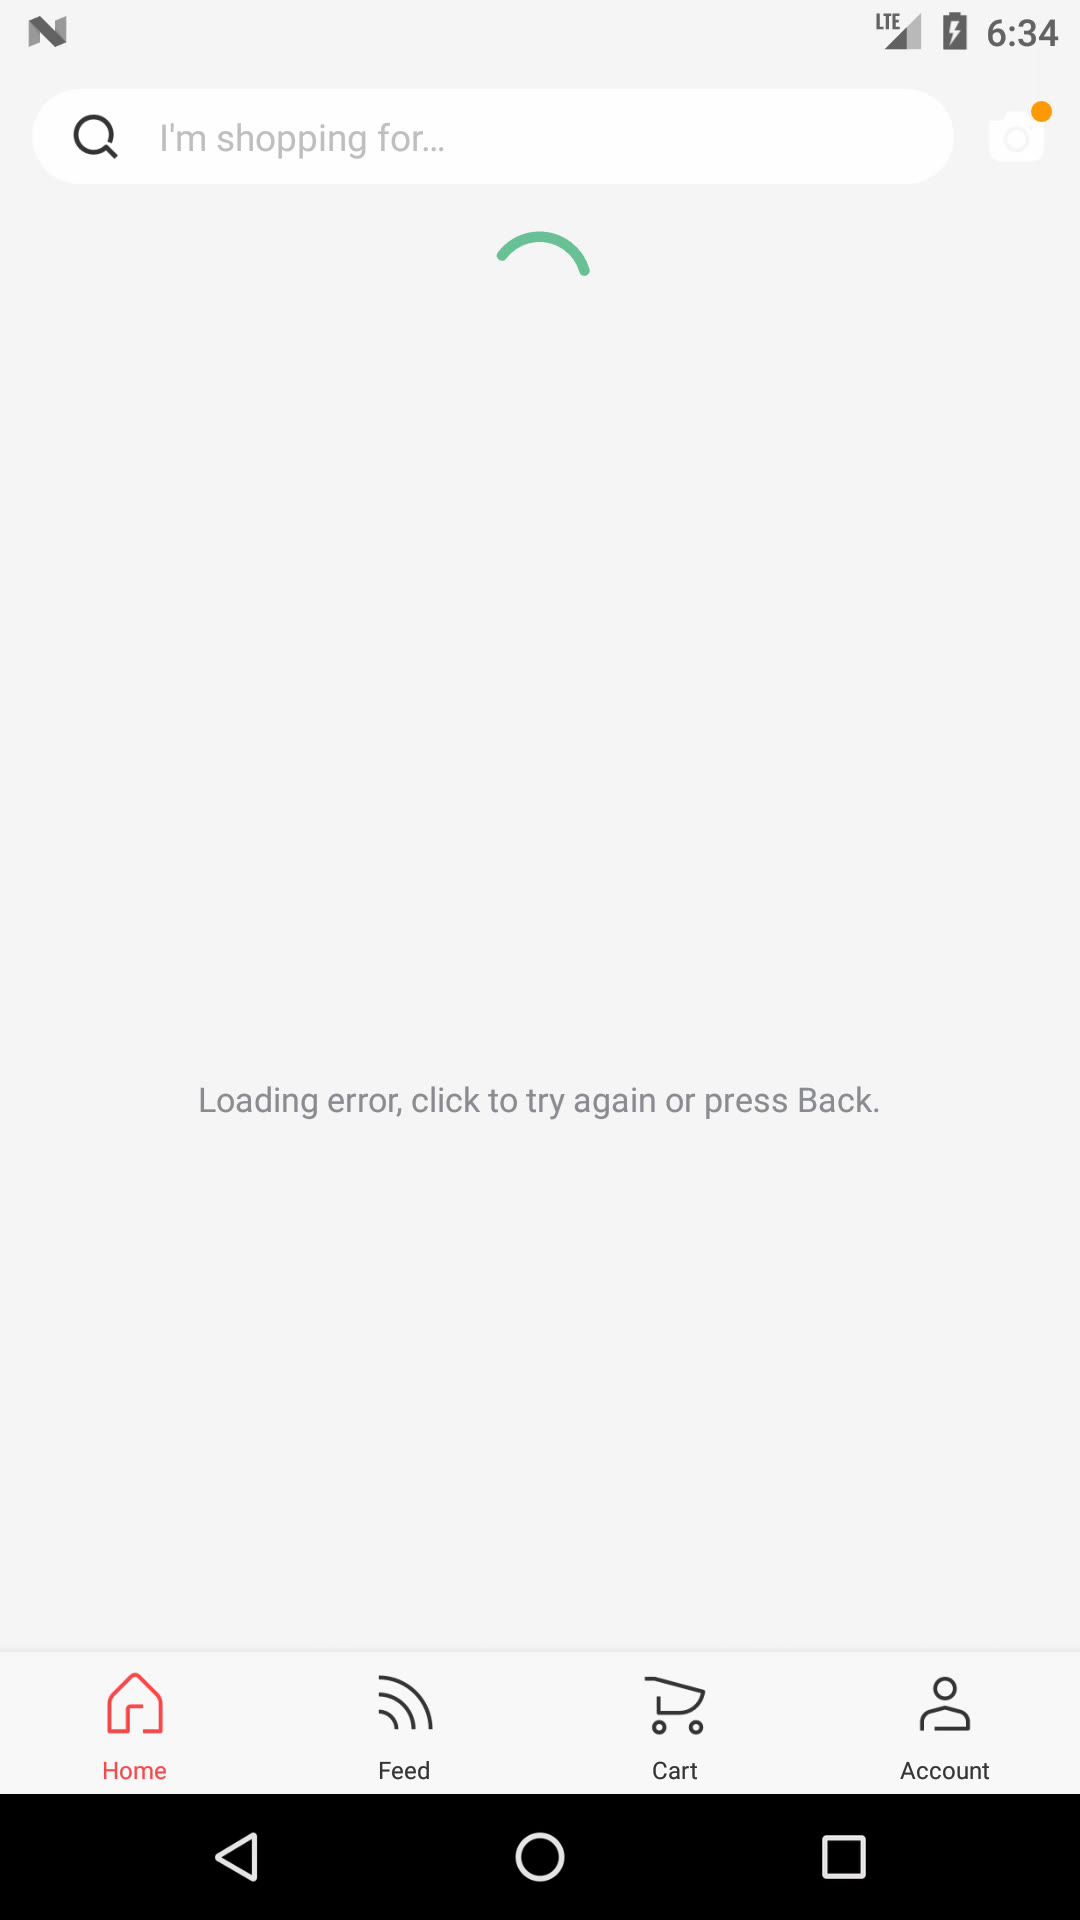 LTE 6:34
I'm shopping for...
Loading error, click to try again or press Back.
Home Feed Cart Account